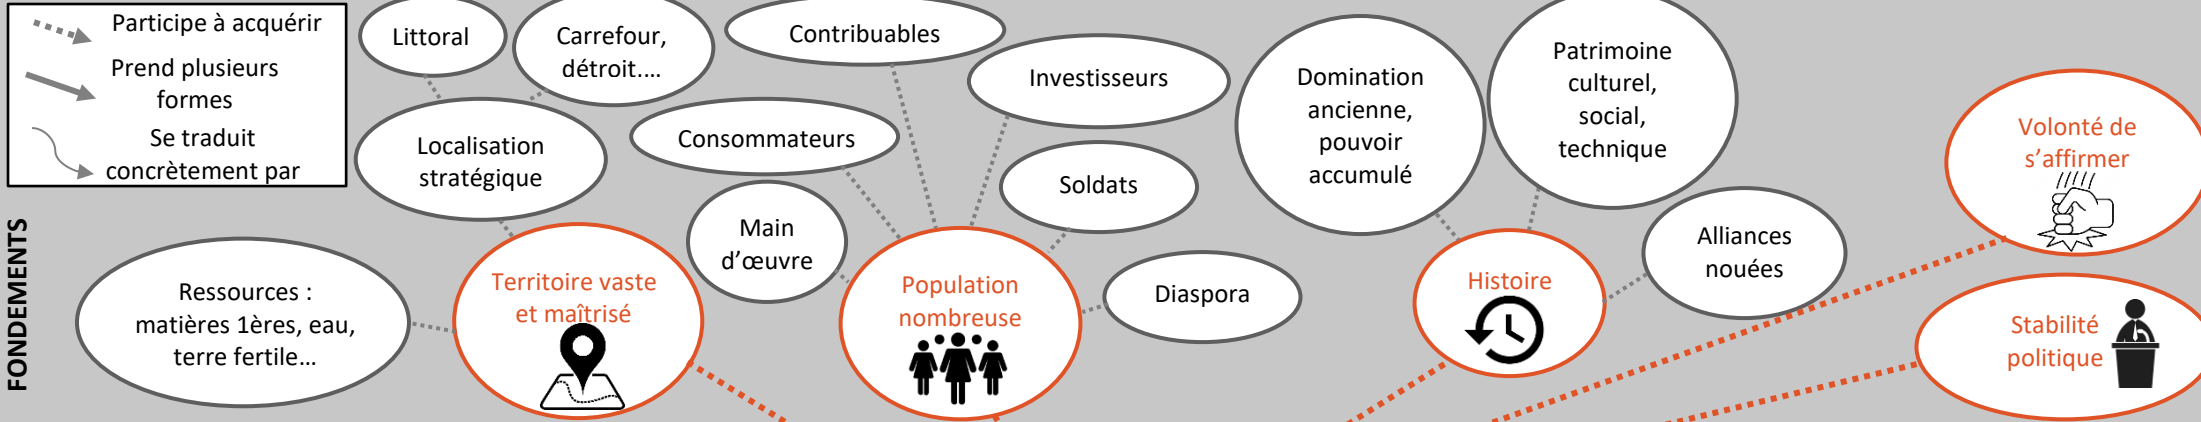 Participe à acquérir
Prend plusieurs
formes
Se traduit
concrètement par
FONDEMENTS
Littoral
Carrefour,
détroit….
Localisation
stratégique
Ressources :
matières 1ères, eau,
terre fertile…
Territoire vaste
et maîtrisé
Contribuables
Consommateurs
Investisseurs
Main
d’œuvre
Soldats
Diaspora
Population
nombreuse
Domination
ancienne,
pouvoir
accumulé
Patrimoine
culturel,
social,
technique
Alliances
nouées
Histoire
Volonté de
s’affirmer
Stabilité
politique